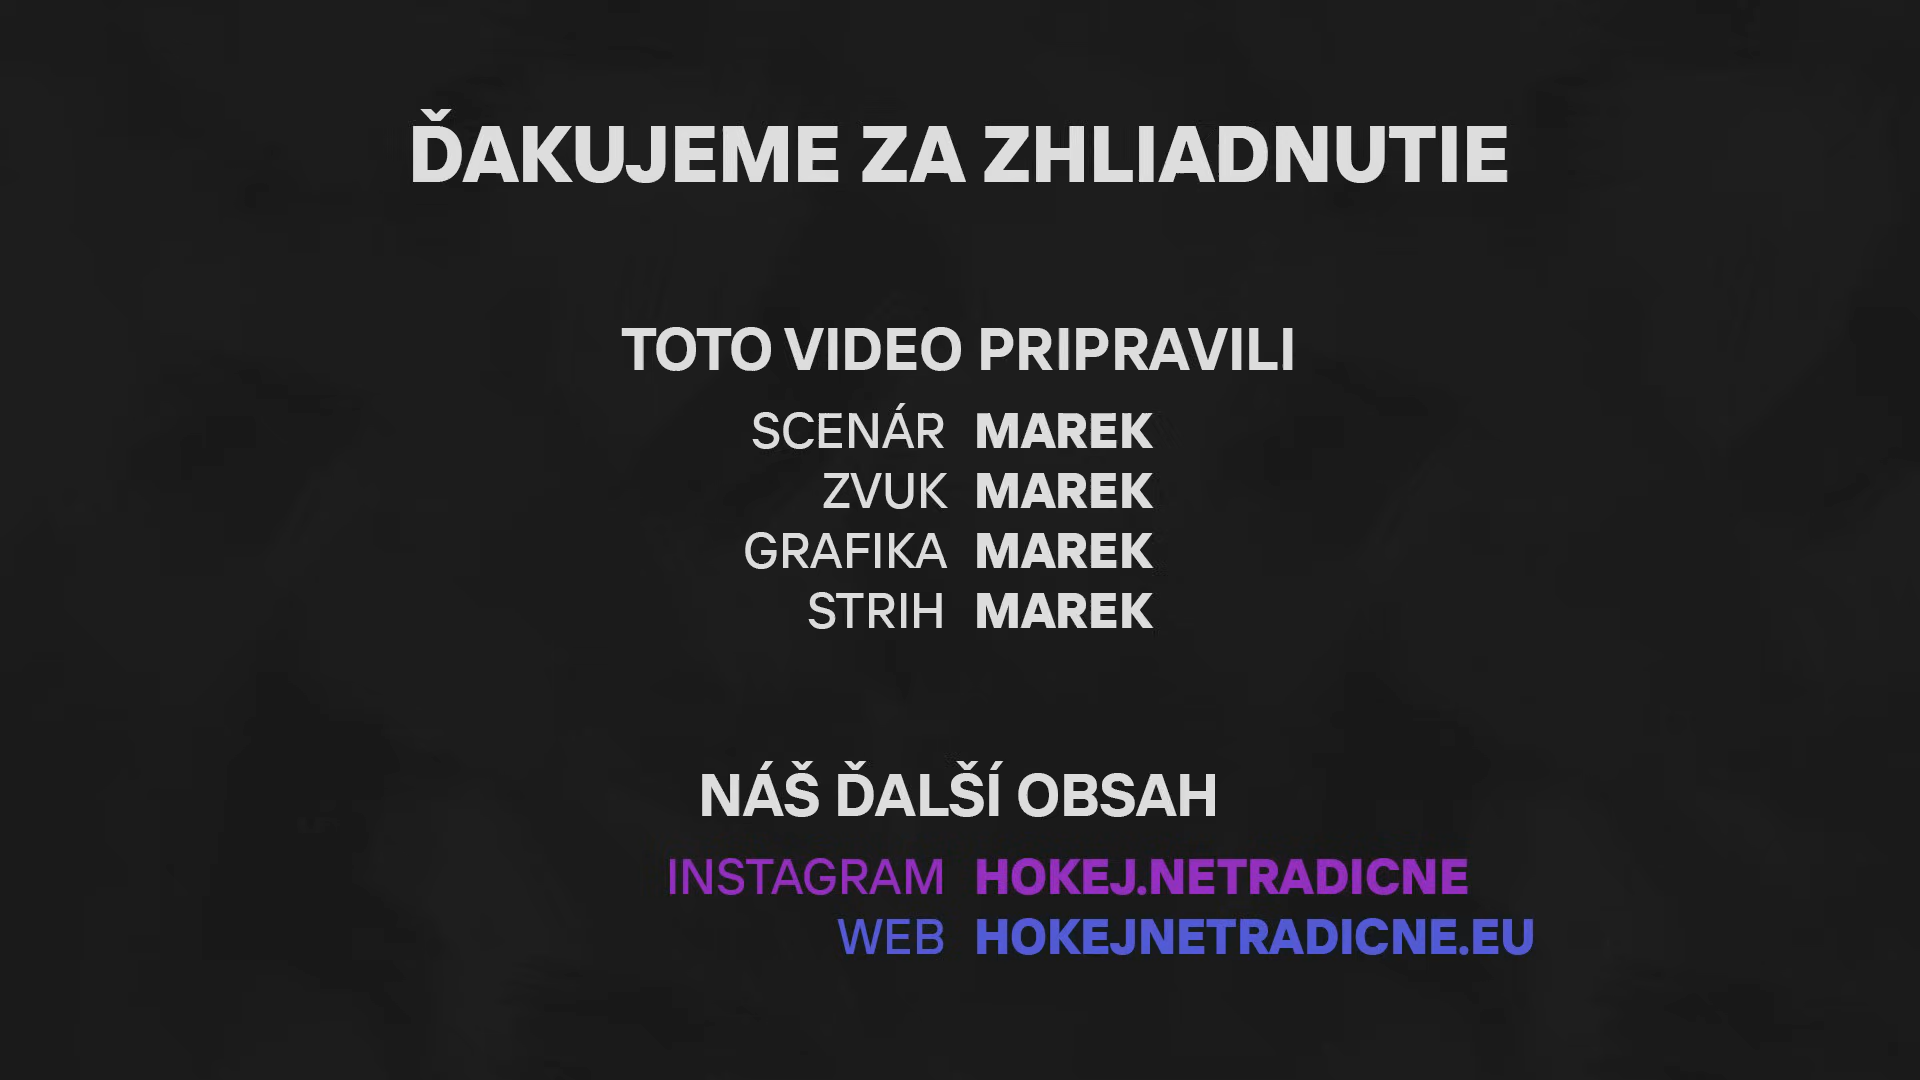 ĎAKUJEME ZA ZHLIADNUTIE
TOTO VIDEO PRIPRAVILI
SCENÁR MAREK
ZVUK MAREK
GRAFIKA MAREK
STRIH MAREK
NÁŠ ĎALŠÍ OBSAH
INSTAGRAM HOKEJ.NETRADICNE
WEB HOKEJNETRADICNE.EU